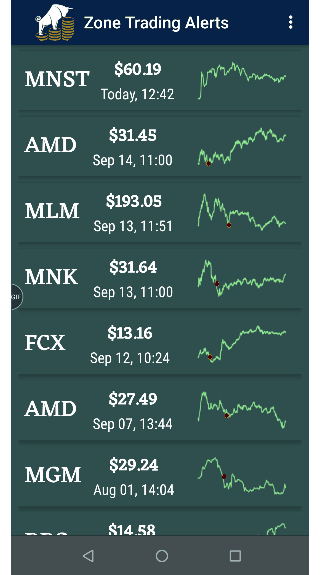 Zone Trading Alerts
MNST $60.19
Today, 12:42
AMD $31.45
Sep 14, 11:00
MLM $193.05
Sep 13, 11:51
MNK $31.64
Sep 13, 11:00
FCX $13.16
Sep 12, 10:24
AMD $27.49
Sep 07, 13:44
MGM $29.24
Aug 01, 14:04
$14.58